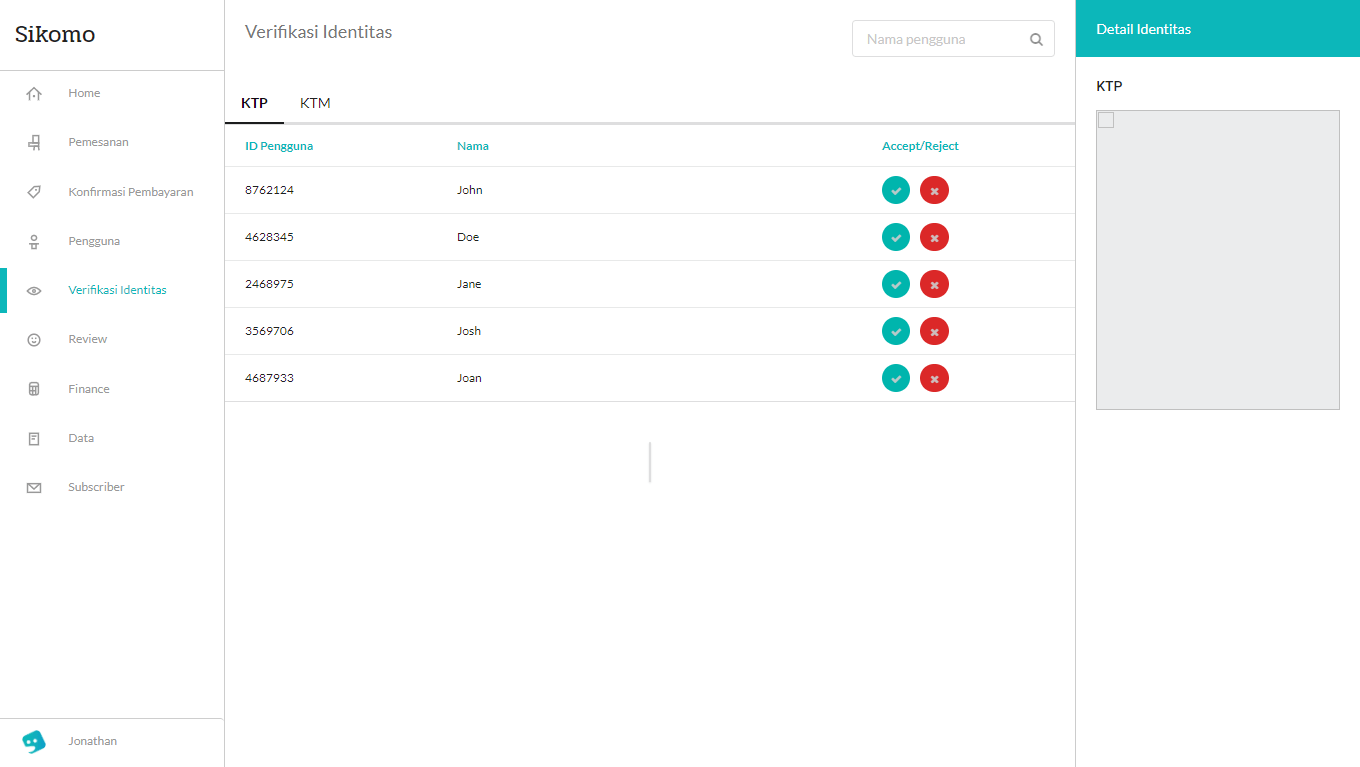 Sikomo
Home
Pemesanan
Konfirmasi Pembayaran
Pengguna
Verifikasi Identitas
Review
Finance
Data
Subscriber
Jonathan
Verifikasi Identitas
Nama pengguna
KTP KTM
ID Pengguna Nama Accept/Reject
8762124 John
4628345 Doe
2468975 Jane
3569706 Josh
4687933 Joan
Detail Identitas
KTP